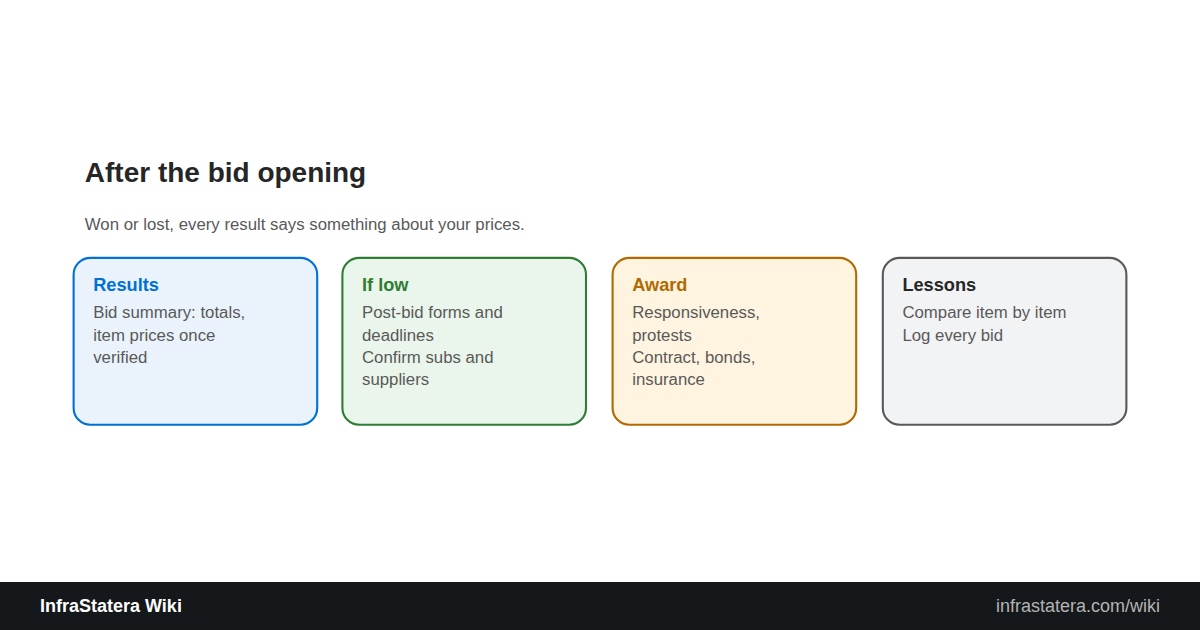 After the bid opening
Won or lost, every result says something about your prices.
Results
Bid summary: totals,
item prices once
verified
If low
Post-bid forms and
deadlines
Confirm subs and
suppliers
Award
Responsiveness,
protests
Contract, bonds,
insurance
Lessons
Compare item by item
Log every bid
InfraStatera Wiki
infrastatera.com/wiki